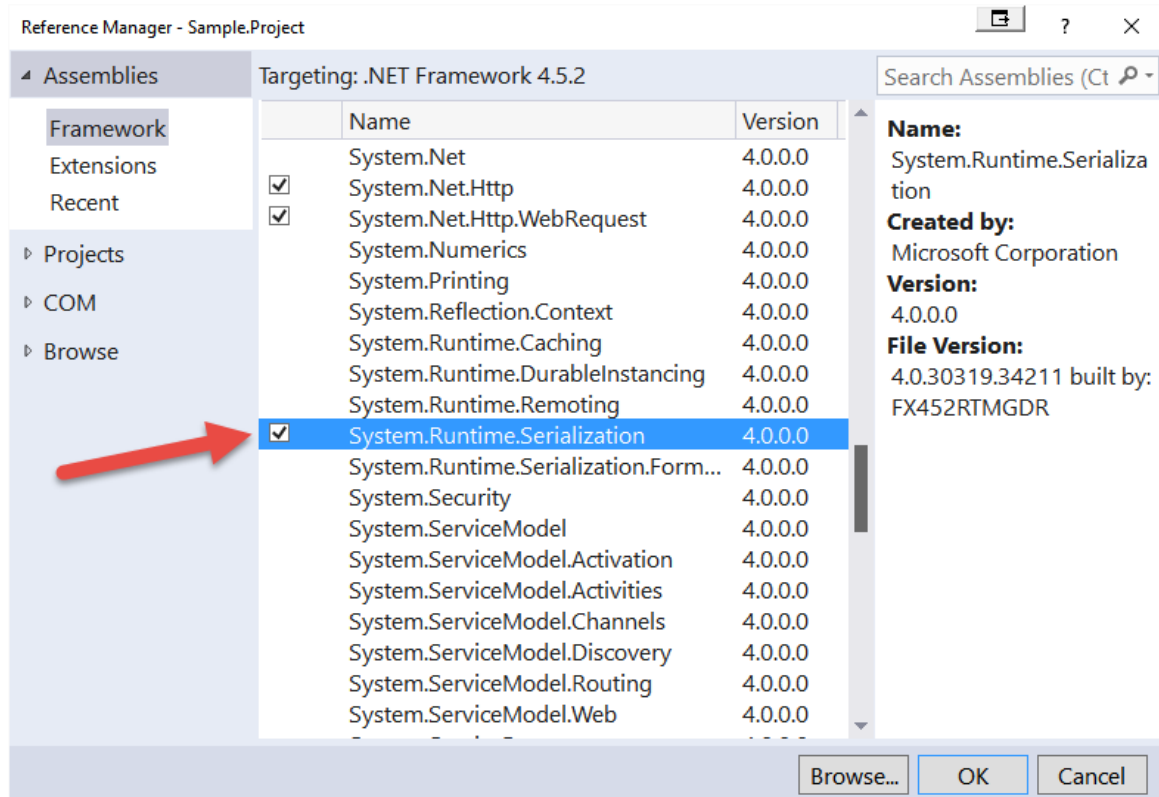 Reference Manager - Sample.Project
?
Assemblies
Targeting: .NET Framework 4.5.2
Search Assemblies (Ct
Framework
Extensions
Recent
Projects
COM
Browse
Name Version
System.Net 4.0.0.0
System.Net.Http 4.0.0.0
System.Net.Http.WebRequest 4.0.0.0
System.Numerics 4.0.0.0
System.Printing 4.0.0.0
System.Reflection.Context 4.0.0.0
System.Runtime.Caching 4.0.0.0
System.Runtime.DurableInstancing 4.0.0.0
System.Runtime.Remoting 4.0.0.0
System.Runtime.Serialization 4.0.0.0
System.Runtime.Serialization.Form... 4.0.0.0
System.Security 4.0.0.0
System.ServiceModel 4.0.0.0
System.ServiceModel.Activation 4.0.0.0
System.ServiceModel.Activities 4.0.0.0
System.ServiceModel.Channels 4.0.0.0
System.ServiceModel.Discovery 4.0.0.0
System.ServiceModel.Routing 4.0.0.0
System.ServiceModel.Web 4.0.0.0
Name:
System.Runtime.Serializa
tion
Created by:
Microsoft Corporation
Version:
4.0.0.0
File Version:
4.0.30319.34211 built by:
FX452RTMGDR
Browse... OK Cancel